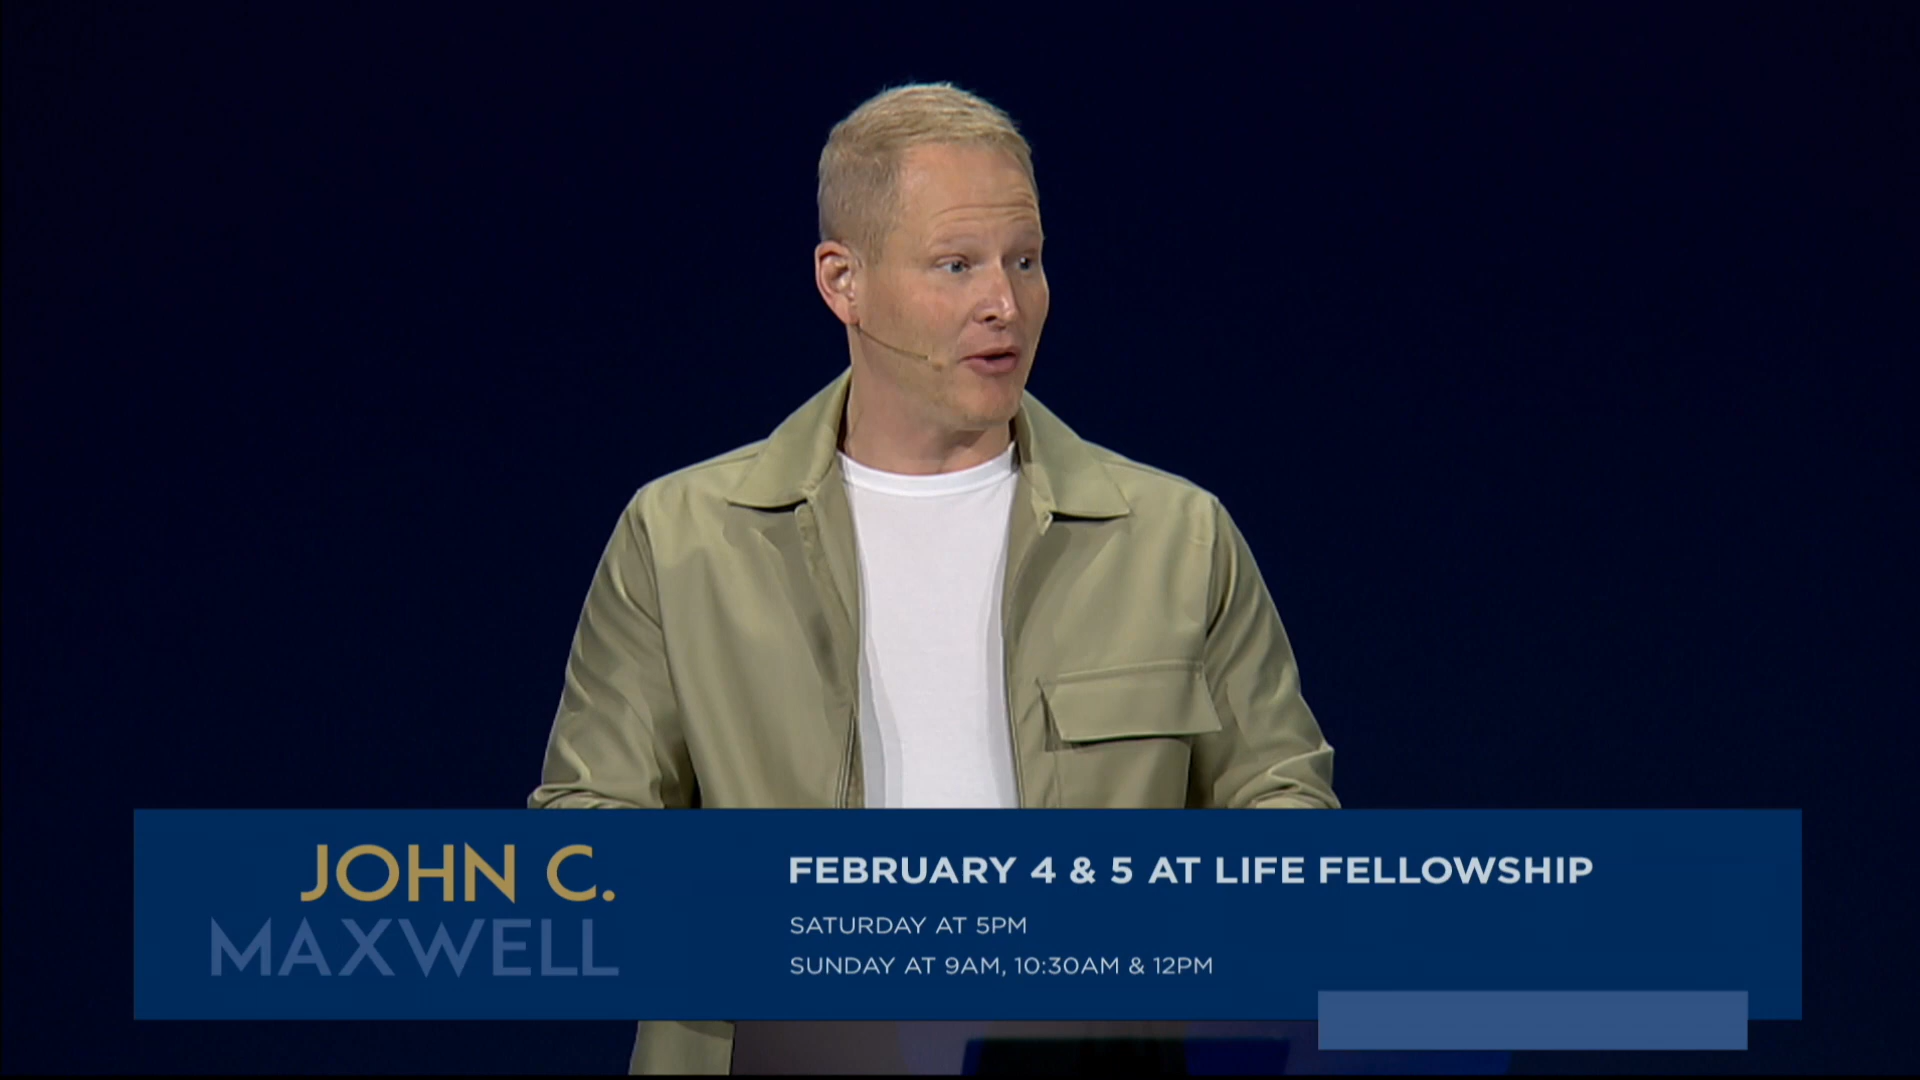 JOHN C.
MAXWELL
FEBRUARY 4 & 5 AT LIFE FELLOWSHIP
SATURDAY AT 5PM
SUNDAY AT 9AM, 10:30AM & 12PM